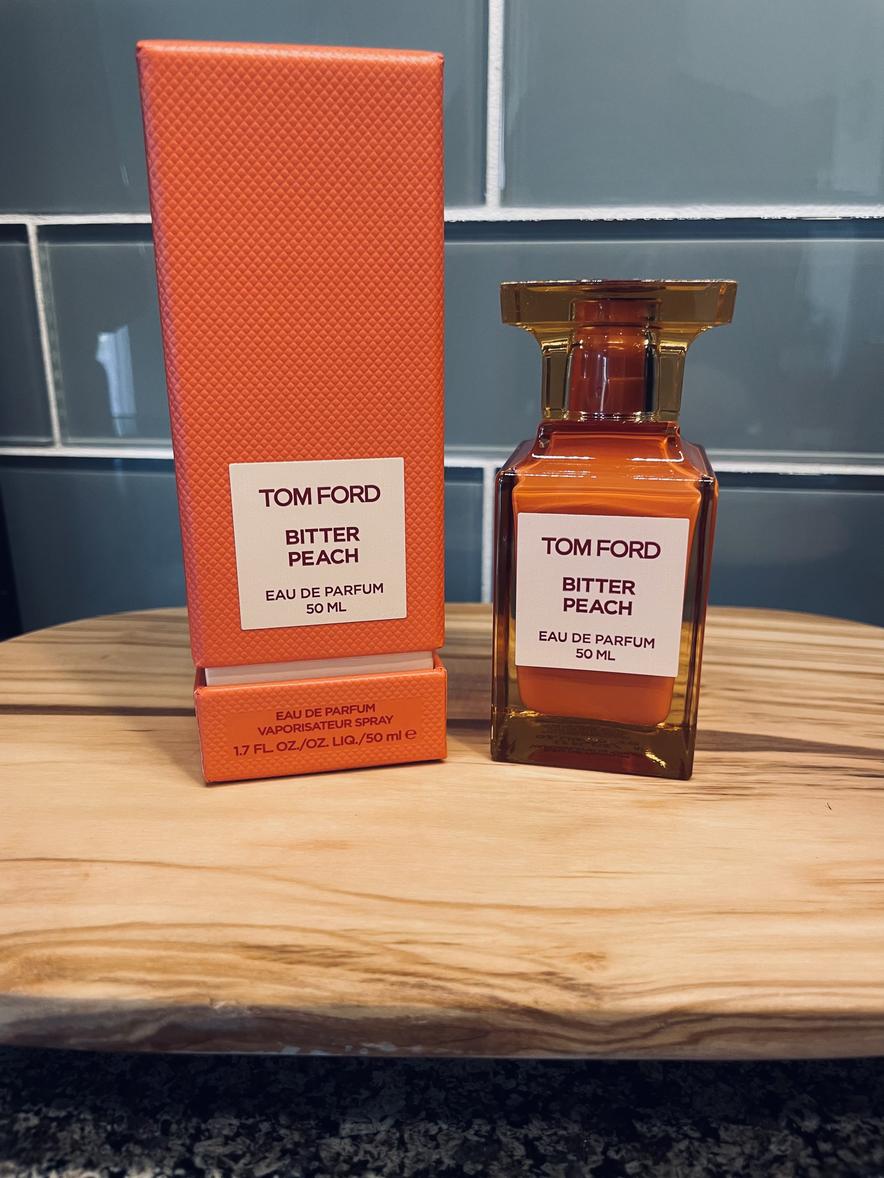 TOM FORD
BITTER
PEACH
EAU DE PARFUM
50 ML
EAU DE PARFUM
VAPORISATEUR SPRAY
1.7 FL. OZ./OZ. LIQ./50 ml ℮
TOM FORD
BITTER
PEACH
EAU DE PARFUM
50 ML